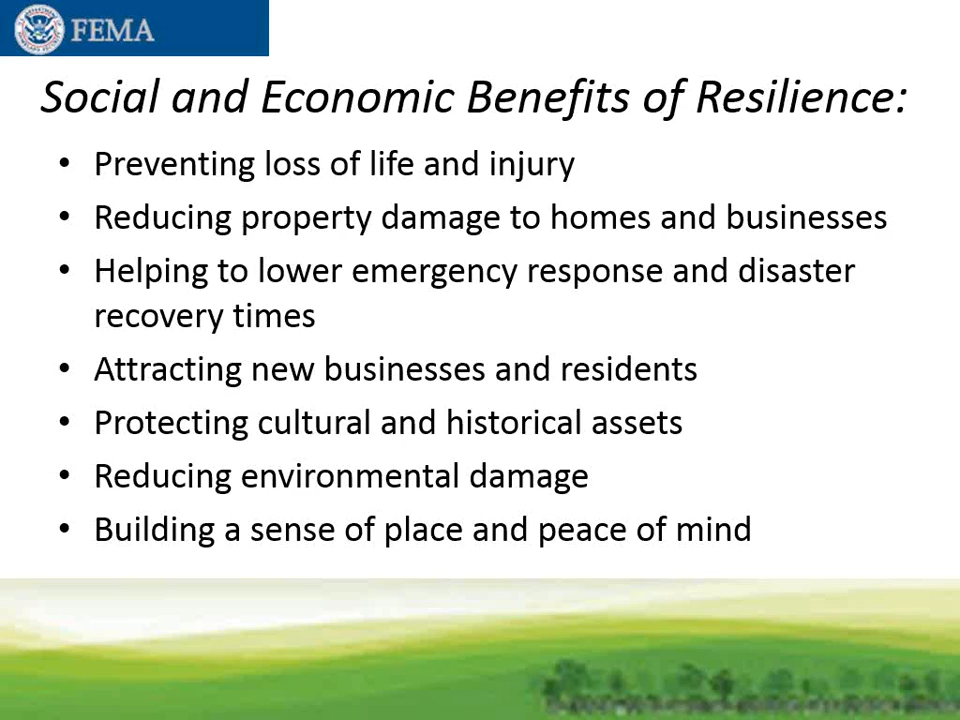 FEMA
Social and Economic Benefits of Resilience:
• Preventing loss of life and injury
• Reducing property damage to homes and businesses
• Helping to lower emergency response and disaster
recovery times
• Attracting new businesses and residents
• Protecting cultural and historical assets
• Reducing environmental damage
• Building a sense of place and peace of mind